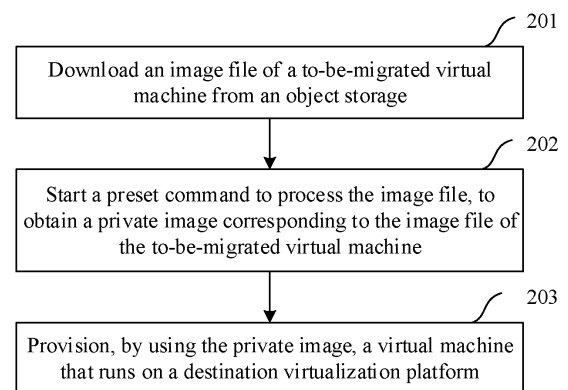 201
Download an image file of a to-be-migrated virtual
machine from an object storage
202
Start a preset command to process the image file, to
obtain a private image corresponding to the image file of
the to-be-migrated virtual machine
203
Provision, by using the private image, a virtual machine
that runs on a destination virtualization platform